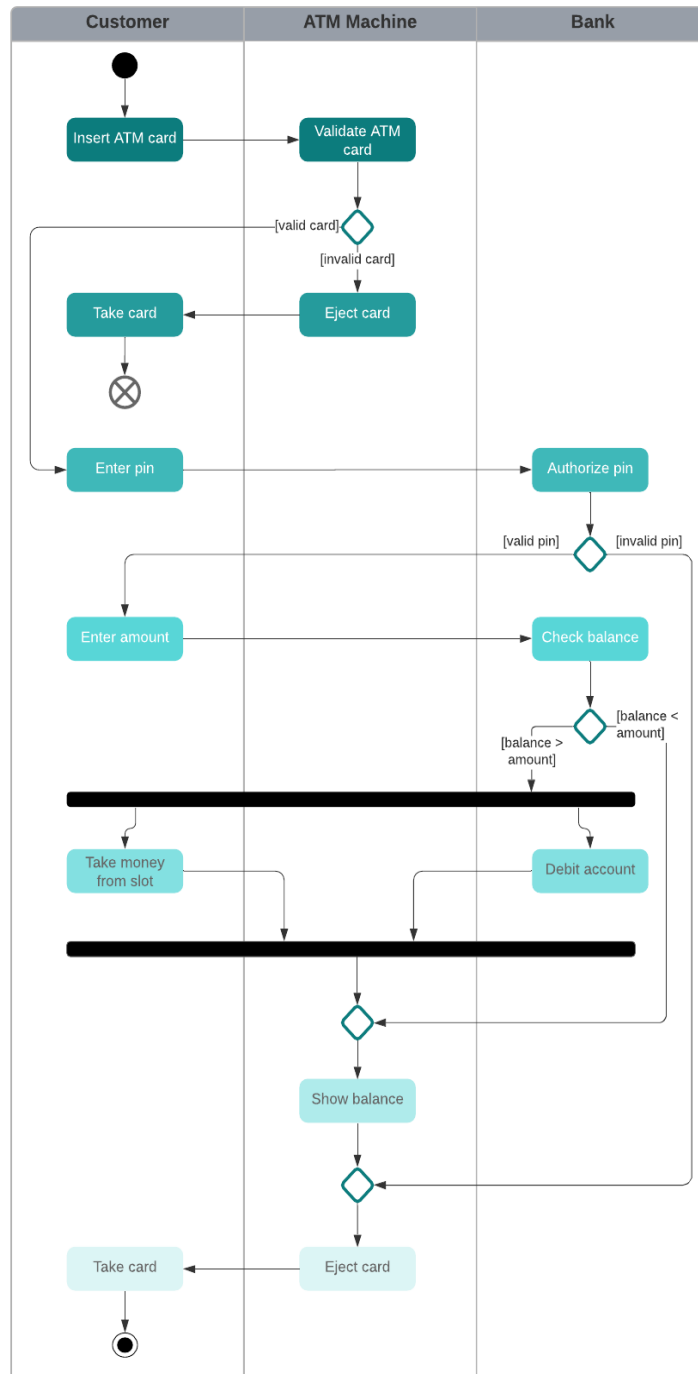 Customer
ATM Machine
Bank
Insert ATM card
Validate ATM
card
[valid card]
[invalid card]
Take card
Eject card
Enter pin
Authorize pin
[valid pin]
[invalid pin]
Enter amount
Check balance
[balance <
amount]
[balance >
amount]
Take money
from slot
Debit account
Show balance
Take card
Eject card